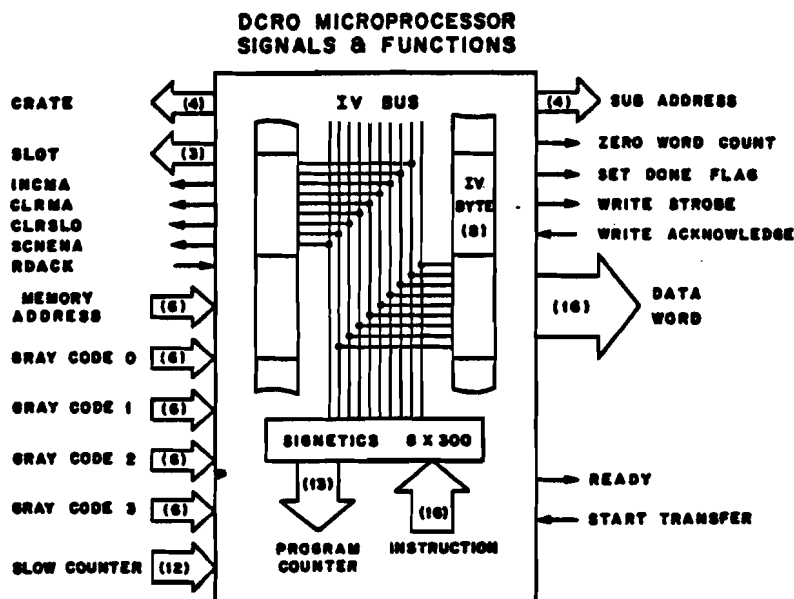 DCRO MICROPROCESSOR
SIGNALS & FUNCTIONS
IV BUS
CRATE
(4)
SLOT
(3)
INCMA
CLRMA
CLRSLO
SCNENA
RDACK
MEMORY
ADDRESS
(6)
GRAY CODE 0
(6)
GRAY CODE 1
(6)
GRAY CODE 2
(6)
GRAY CODE 3
(6)
SLOW COUNTER
(12)
IV
BYTE
(8)
SIGNETICS 8X300
(13)
PROGRAM
COUNTER
(16)
INSTRUCTION
(4)
SUB ADDRESS
ZERO WORD COUNT
SET DONE FLAG
WRITE STROBE
WRITE ACKNOWLEDGE
(16)
DATA
WORD
READY
START TRANSFER